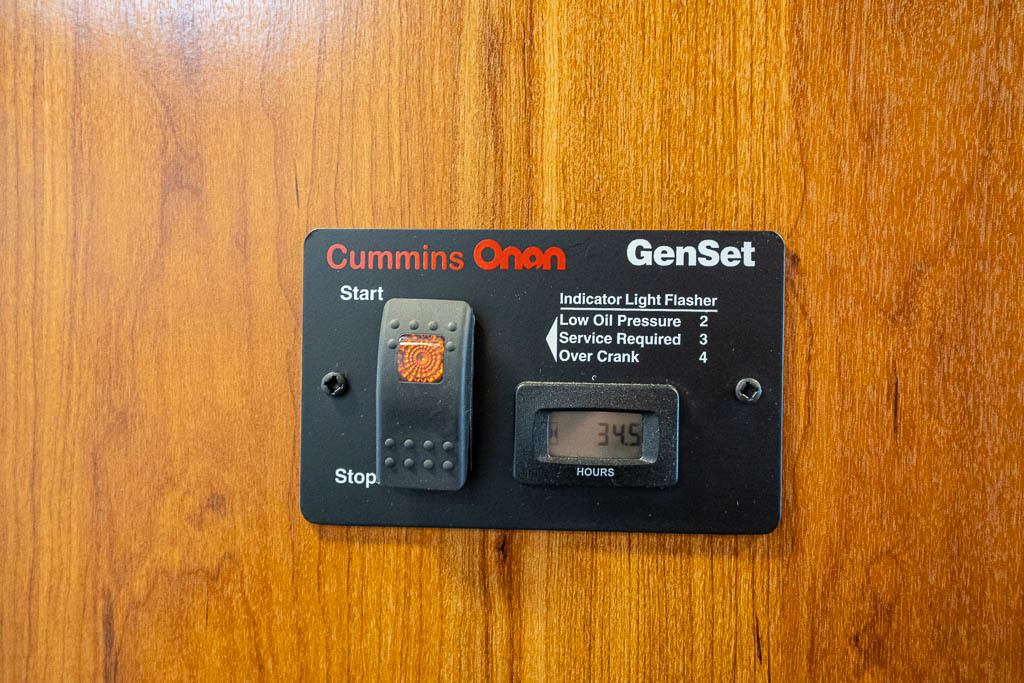 Cummins Onan GenSet
Start
Indicator Light Flasher
Low Oil Pressure 2
Service Required 3
Over Crank 4
34.5
HOURS
Stop